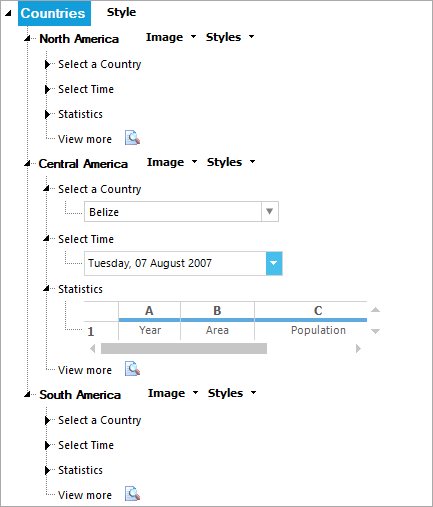 Countries Style
North America Image Styles
Select a Country
Select Time
Statistics
View more
Central America Image Styles
Select a Country
Belize
Select Time
Tuesday, 07 August 2007
Statistics
A B C
1 Year Area Population
View more
South America Image Styles
Select a Country
Select Time
Statistics
View more